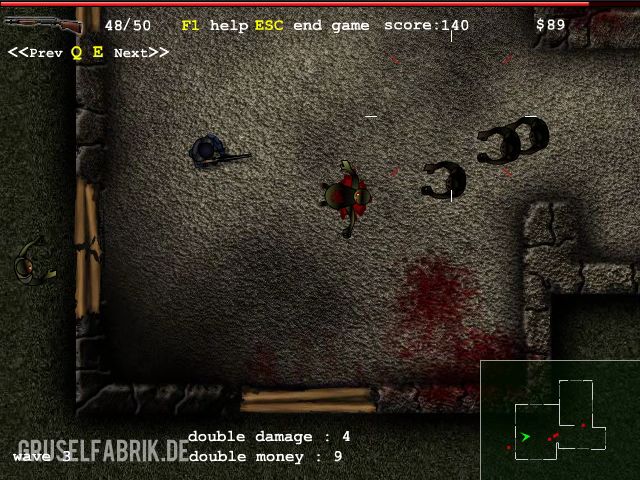 48/50 F1 help ESC end game score:140 $89
<<Prev Q E Next>>
double damage : 4
GRUSELFABRIK.DE
wave 3 double money : 9